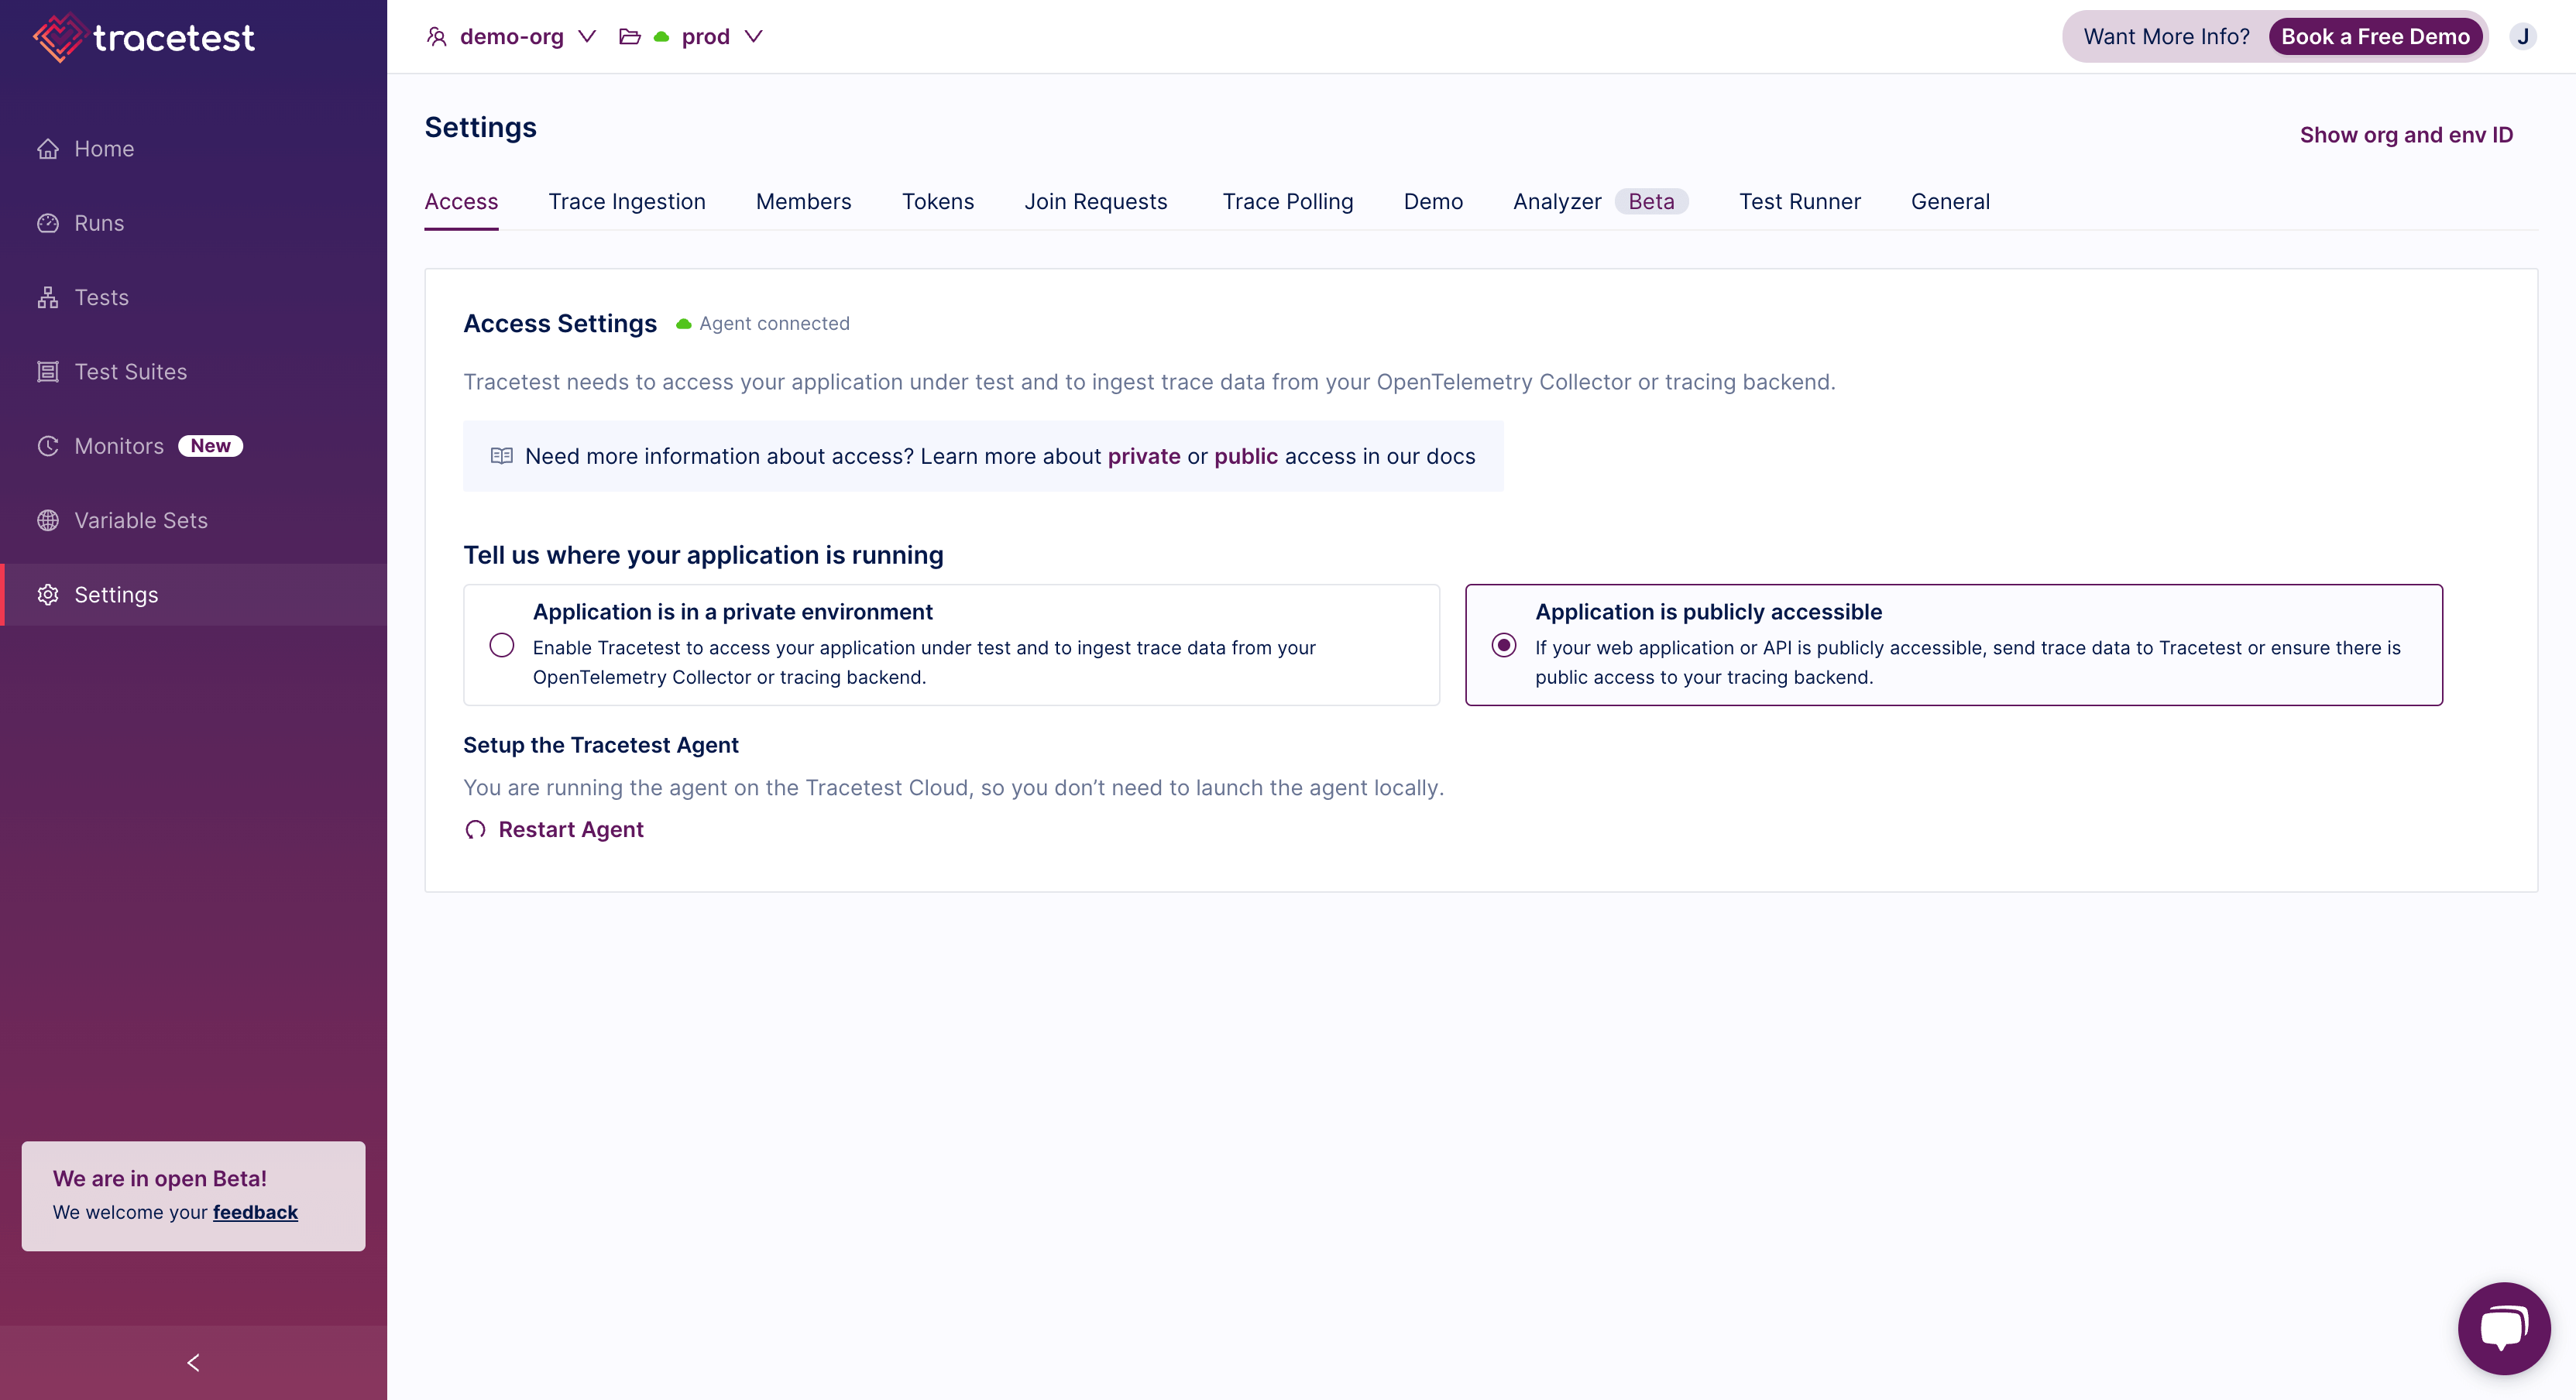 tracetest
demo-org
prod
Want More Info? Book a Free Demo
J
Home
Runs
Tests
Test Suites
Monitors New
Variable Sets
Settings
We are in open Beta!
We welcome your feedback
Settings
Show org and env ID
Access Trace Ingestion Members Tokens Join Requests Trace Polling Demo Analyzer Beta Test Runner General
Access Settings Agent connected
Tracetest needs to access your application under test and to ingest trace data from your OpenTelemetry Collector or tracing backend.
Need more information about access? Learn more about private or public access in our docs
Tell us where your application is running
Application is in a private environment
Enable Tracetest to access your application under test and to ingest trace data from your
OpenTelemetry Collector or tracing backend.
Application is publicly accessible
If your web application or API is publicly accessible, send trace data to Tracetest or ensure there is
public access to your tracing backend.
Setup the Tracetest Agent
You are running the agent on the Tracetest Cloud, so you don’t need to launch the agent locally.
Restart Agent